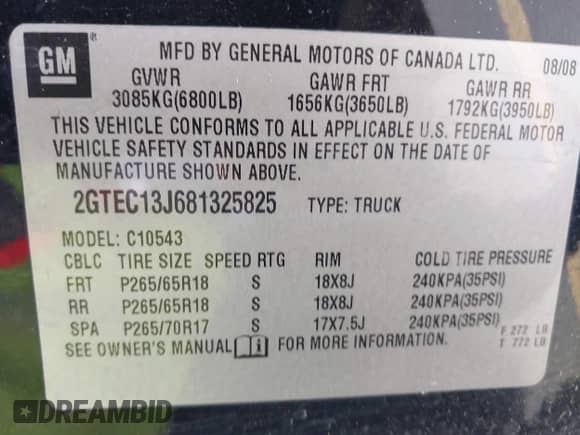 GM ®
MFD BY GENERAL MOTORS OF CANADA LTD. 08/08
GVWR GAWR FRT GAWR RR
3085KG(6800LB) 1656KG(3650LB) 1792KG(3950LB)
THIS VEHICLE CONFORMS TO ALL APPLICABLE U.S. FEDERAL MOTOR
VEHICLE SAFETY STANDARDS IN EFFECT ON THE DATE OF
MANUFACTURE SHOWN ABOVE.
2GTEC13J681325825 TYPE: TRUCK
MODEL: C10543
CBLC TIRE SIZE SPEED RTG RIM COLD TIRE PRESSURE
FRT P265/65R18 S 18X8J 240KPA(35PSI)
RR P265/65R18 S 18X8J 240KPA(35PSI)
SPA P265/70R17 S 17X7.5J 240KPA(35PSI)
F 272 LB
SEE OWNER'S MANUAL i FOR MORE INFORMATION.
T 772 LB
DREAMBID